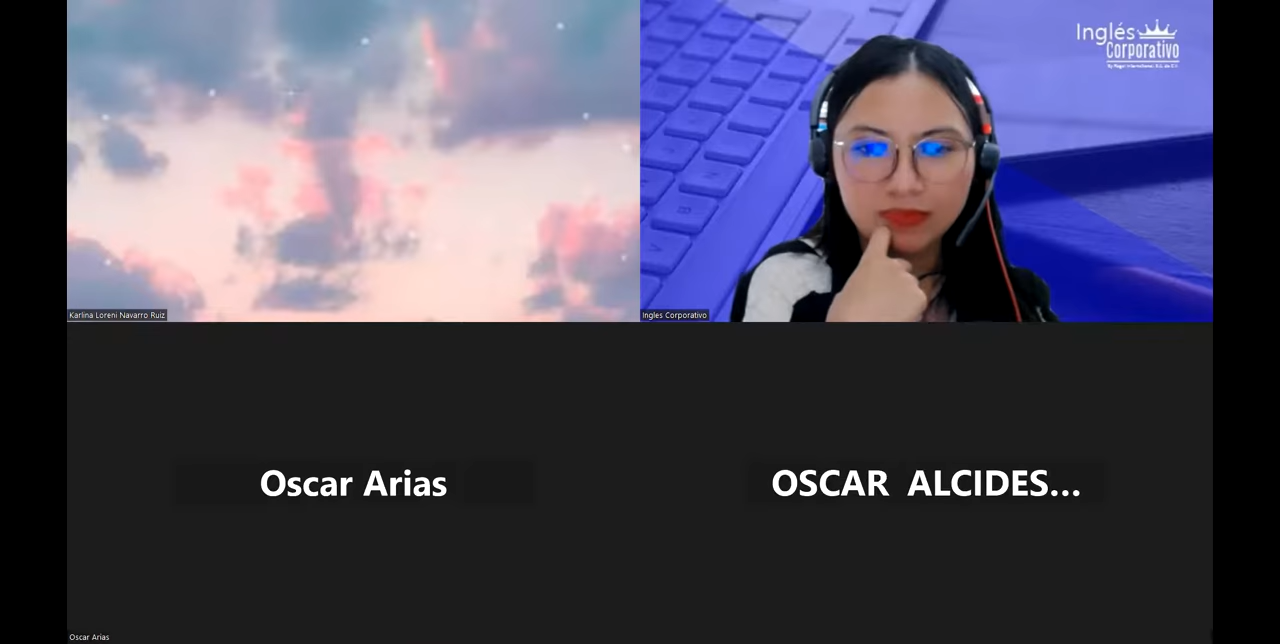 Inglés
Corporativo
Karlina Loreni Navarro Ruiz
Ingles Corporativo
Oscar Arias
OSCAR ALCIDES...
Oscar Arias